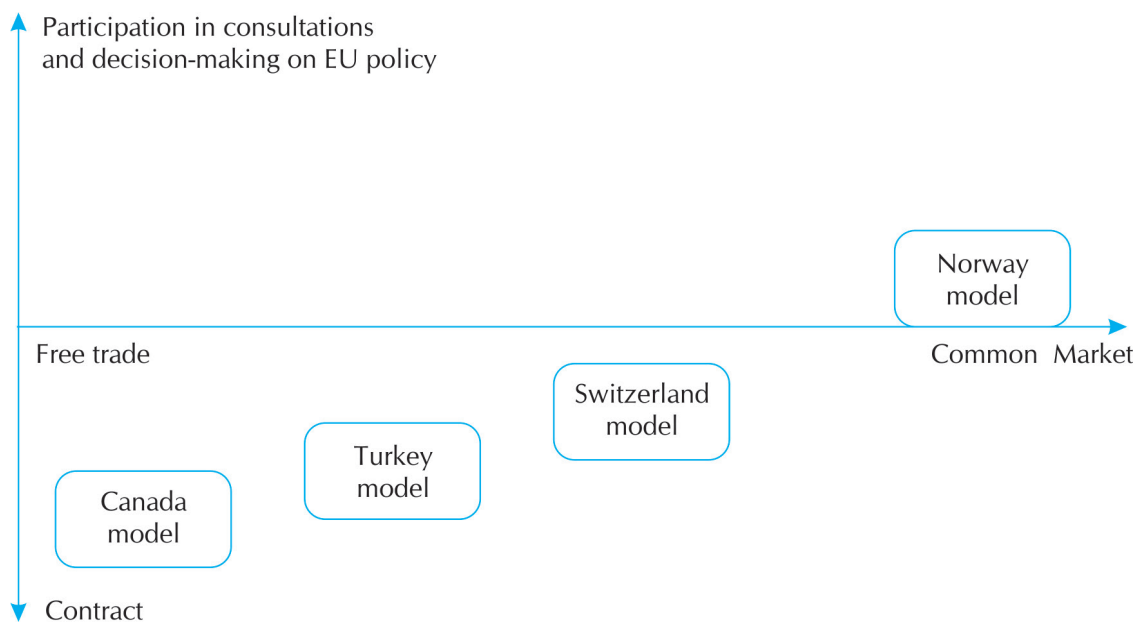 Participation in consultations
and decision-making on EU policy
Norway
model
Free trade
Common Market
Switzerland
model
Turkey
model
Canada
model
Contract